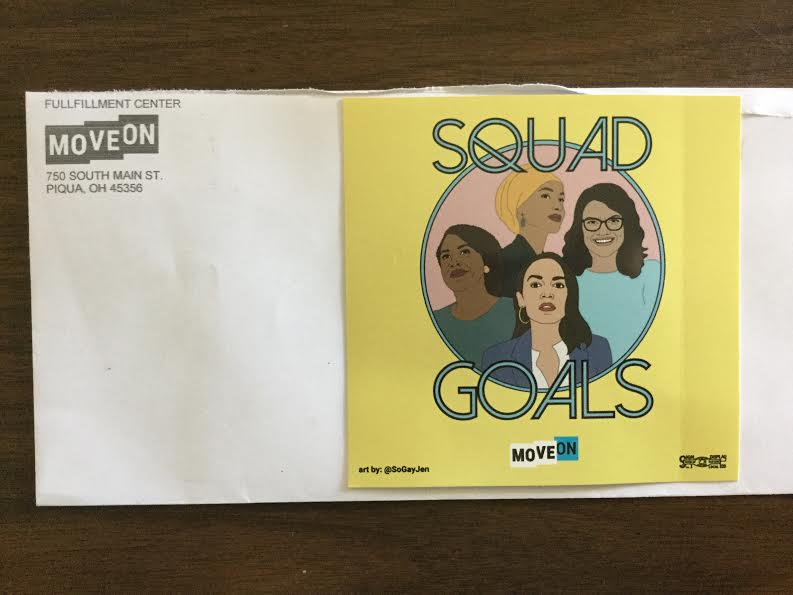 FULLFILLMENT CENTER
MOVEON
750 SOUTH MAIN ST.
PIQUA, OH 45356
SQUAD
GOALS
MOVEON
art by: @SoGayJen